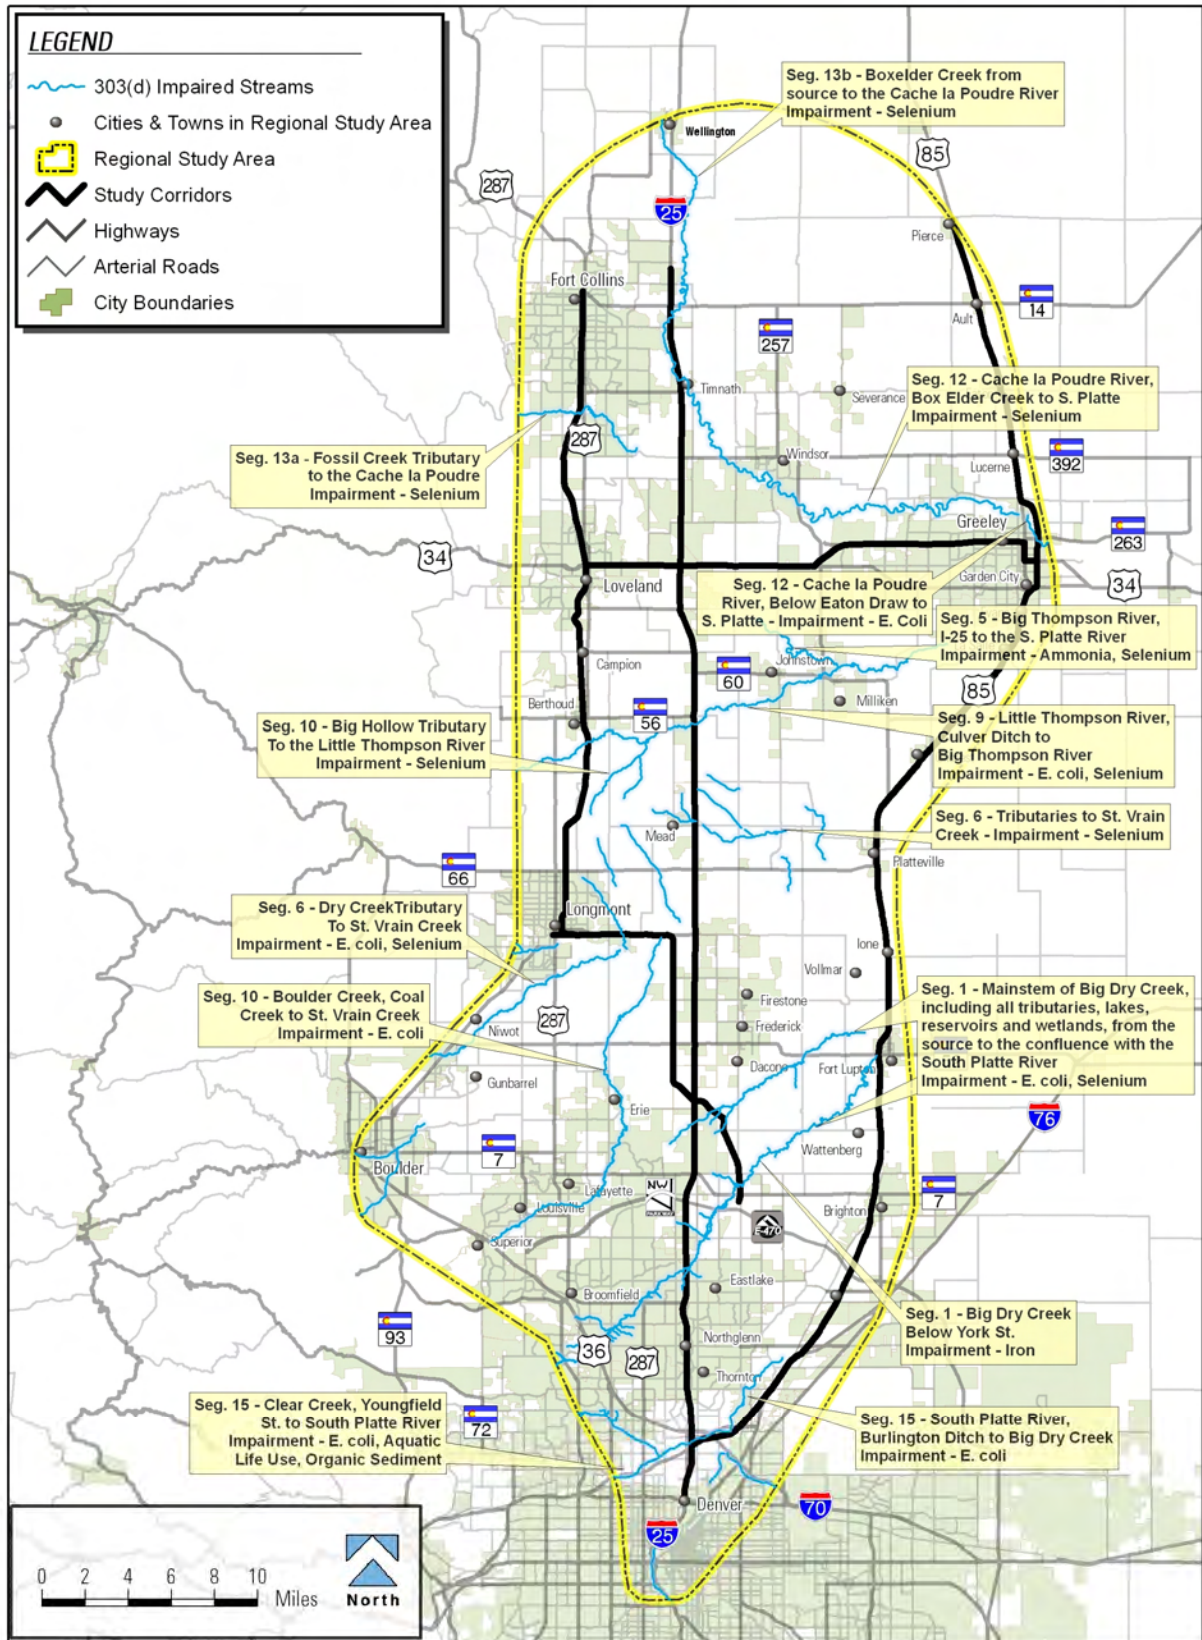 LEGEND
303(d) Impaired Streams
Cities & Towns in Regional Study Area
Regional Study Area
Study Corridors
Highways
Arterial Roads
City Boundaries
Seg. 13b - Boxelder Creek from
source to the Cache la Poudre River
Impairment - Selenium
Wellington
85
287
25
Pierce
Fort Collins
14
Ault
257
Timnath
Severance
Seg. 12 - Cache la Poudre River,
Box Elder Creek to S. Platte
Impairment - Selenium
287
Seg. 13a - Fossil Creek Tributary
to the Cache la Poudre
Impairment - Selenium
Windsor
Lucerne
392
Greeley
263
34
Loveland
Garden City
34
Seg. 12 - Cache la Poudre
River, Below Eaton Draw to
S. Platte - Impairment - E. Coli
Seg. 5 - Big Thompson River,
I-25 to the S. Platte River
Impairment - Ammonia, Selenium
Campion
60
Johnstown
85
Milliken
Berthoud
56
Seg. 10 - Big Hollow Tributary
To the Little Thompson River
Impairment - Selenium
Seg. 9 - Little Thompson River,
Culver Ditch to
Big Thompson River
Impairment - E. coli, Selenium
Mead
Seg. 6 - Tributaries to St. Vrain
Creek - Impairment - Selenium
Platteville
66
Seg. 6 - Dry CreekTributary
To St. Vrain Creek
Impairment - E. coli, Selenium
Longmont
Ione
Vollmar
Seg. 10 - Boulder Creek, Coal
Creek to St. Vrain Creek
Impairment - E. coli
Niwot
287
Firestone
Frederick
Seg. 1 - Mainstem of Big Dry Creek,
including all tributaries, lakes,
reservoirs and wetlands, from the
source to the confluence with the
South Platte River
Impairment - E. coli, Selenium
Dacono
Fort Lupton
Gunbarrel
Erie
76
Wattenberg
Boulder
7
Lafayette
NW
7
Brighton
Louisville
E-470
Superior
Eastlake
Broomfield
Seg. 1 - Big Dry Creek
Below York St.
Impairment - Iron
93
36
287
Northglenn
Thornton
Seg. 15 - Clear Creek, Youngfield
St. to South Platte River
Impairment - E. coli, Aquatic
Life Use, Organic Sediment
72
Seg. 15 - South Platte River,
Burlington Ditch to Big Dry Creek
Impairment - E. coli
Denver
70
25
0 2 4 6 8 10
Miles
North